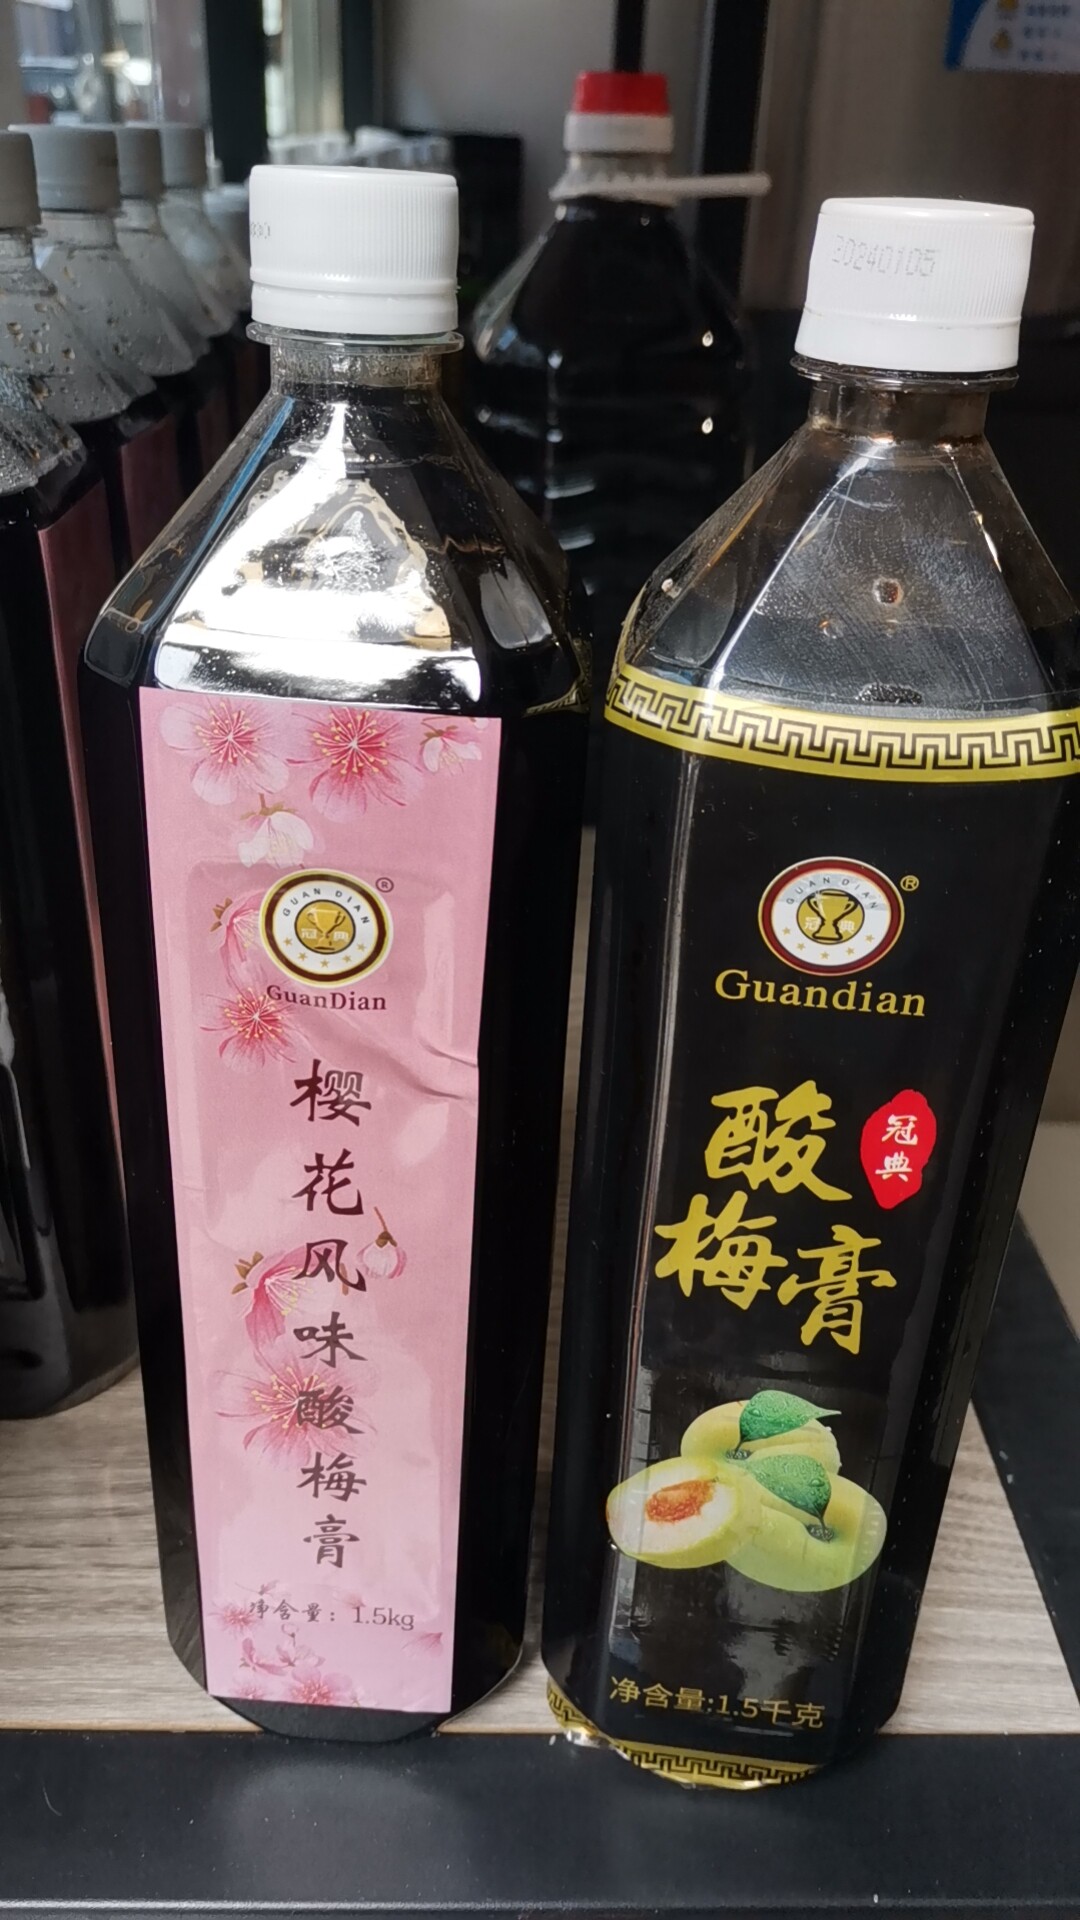 GUAN DIAN
冠典
®
GuanDian
樱花风味酸梅膏
净含量：1.5kg
20240105
GUAN DIAN
冠典
®
Guandian
酸梅膏
冠典
净含量:1.5千克